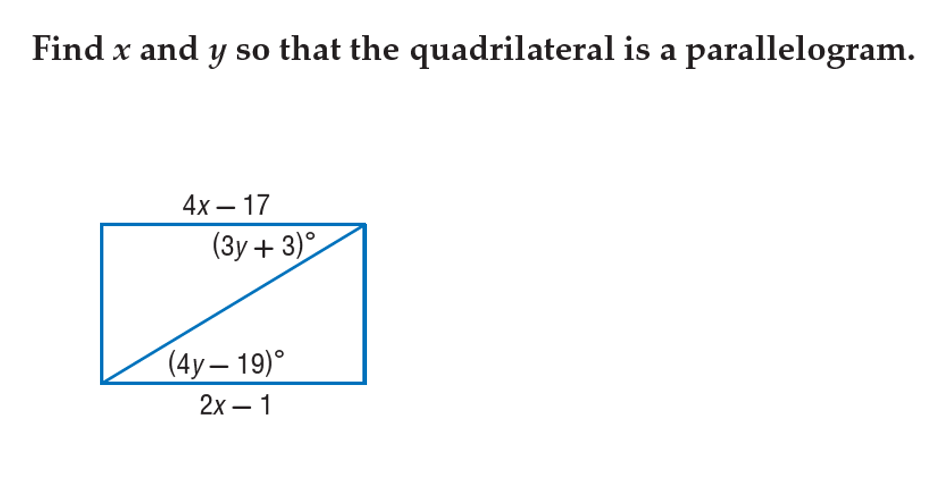 Find x and y so that the quadrilateral is a parallelogram.
4x – 17
(3y + 3)°
(4y – 19)°
2x – 1